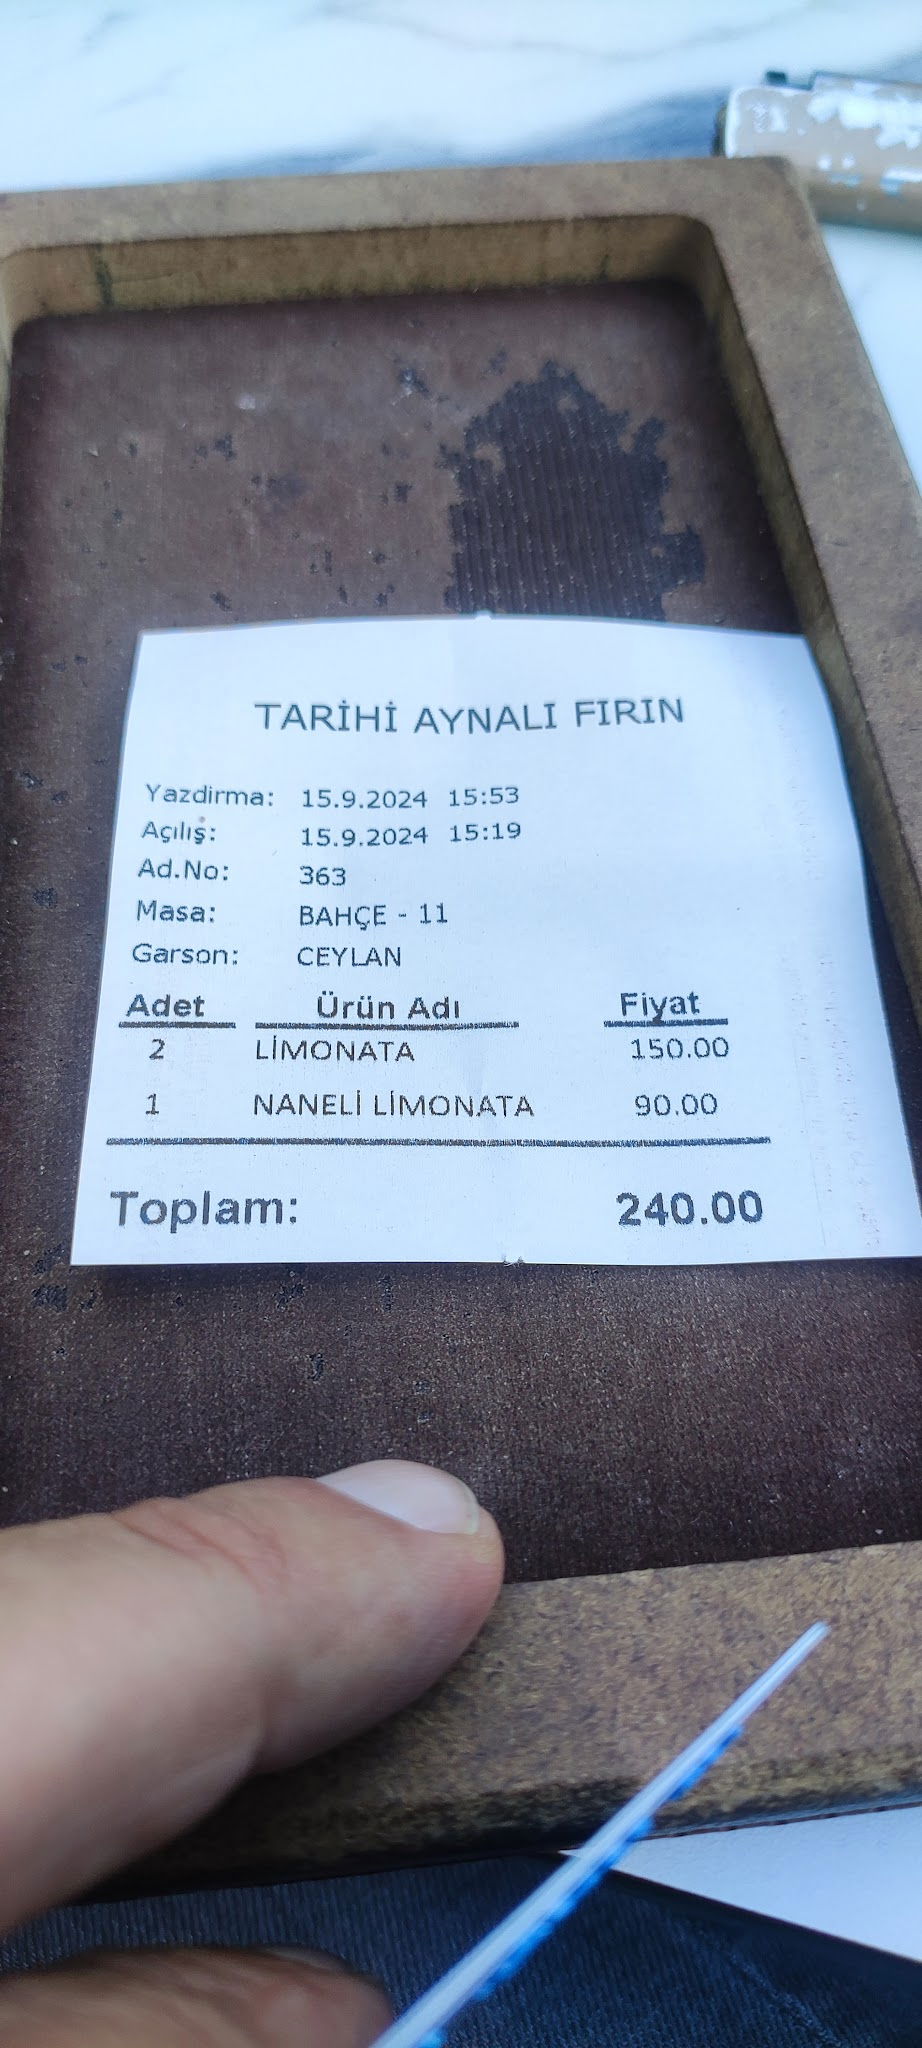 TARİHİ AYNALI FIRIN
Yazdirma: 15.9.2024 15:53
Açılış: 15.9.2024 15:19
Ad.No: 363
Masa: BAHÇE - 11
Garson: CEYLAN
Adet Ürün Adı Fiyat
2 LİMONATA 150.00
1 NANELİ LİMONATA 90.00
Toplam: 240.00